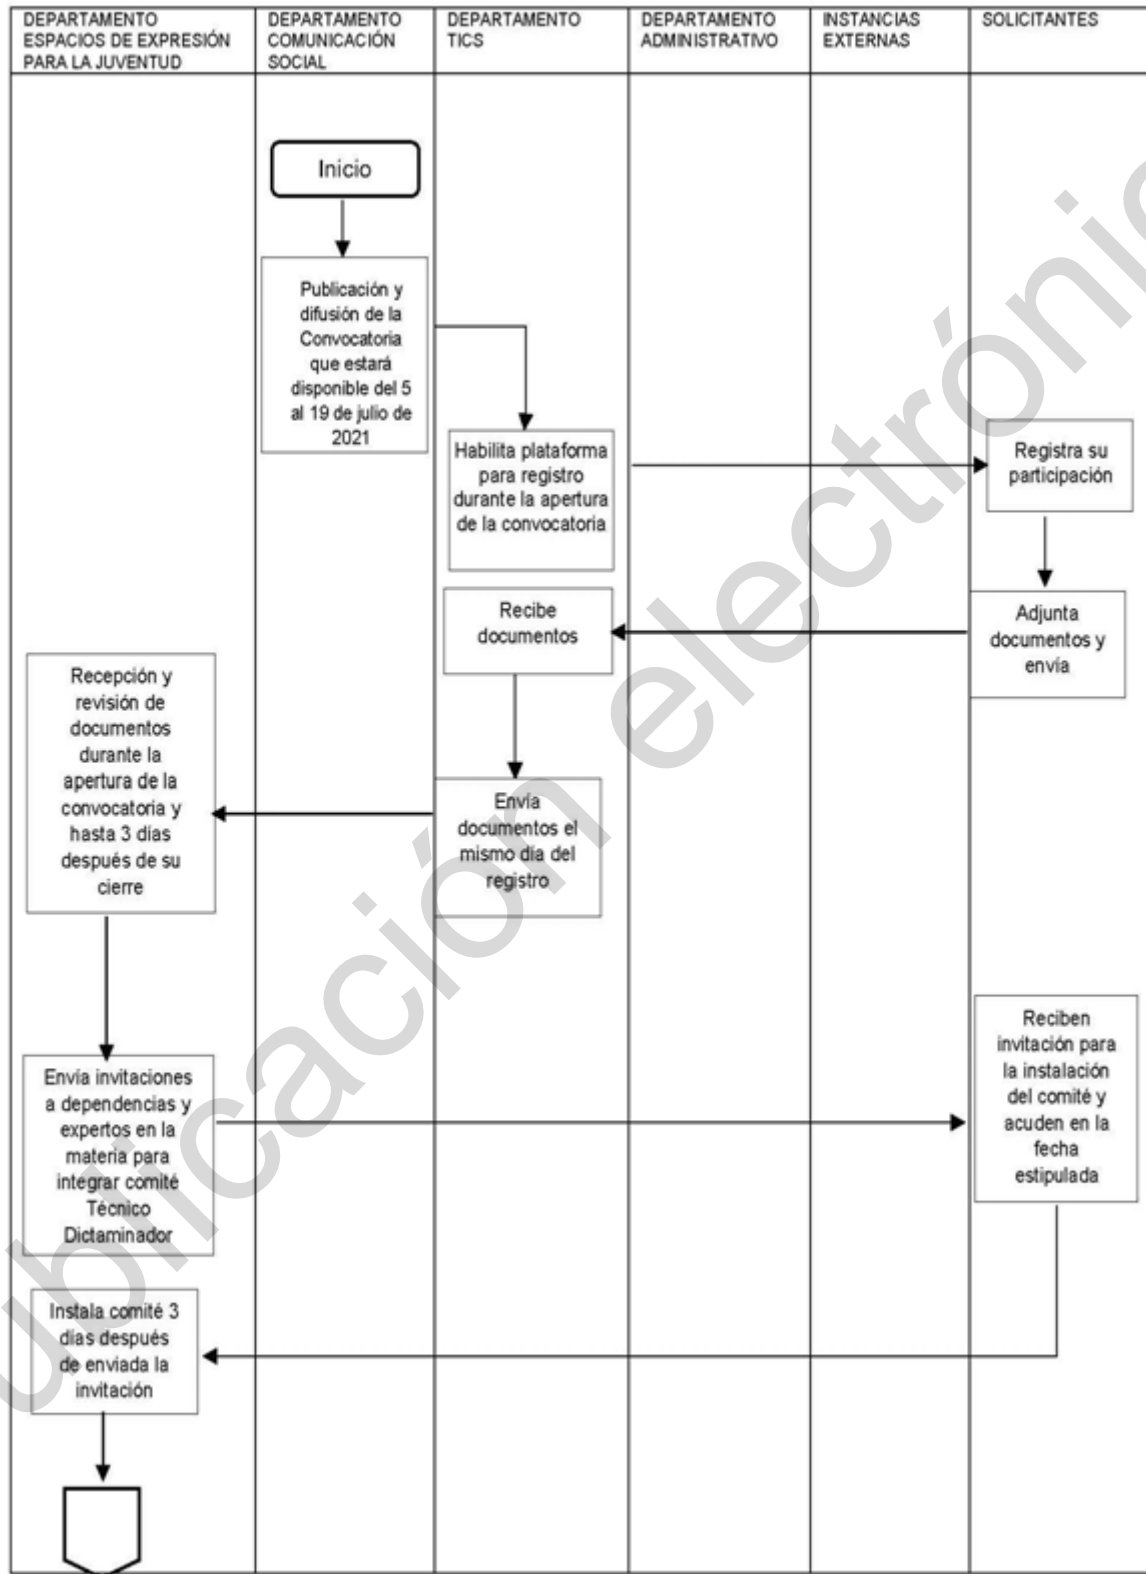 DEPARTAMENTO
ESPACIOS DE EXPRESIÓN
PARA LA JUVENTUD
DEPARTAMENTO
COMUNICACIÓN
SOCIAL
DEPARTAMENTO
TICS
DEPARTAMENTO
ADMINISTRATIVO
INSTANCIAS
EXTERNAS
SOLICITANTES
Inicio
Publicación y
difusión de la
Convocatoria
que estará
disponible del 5
al 19 de julio de
2021
Habilita plataforma
para registro
durante la apertura
de la convocatoria
Registra su
participación
Adjunta
documentos y
envía
Recibe
documentos
Envía
documentos el
mismo día del
registro
Recepción y
revisión de
documentos
durante la
apertura de la
convocatoria y
hasta 3 días
después de su
cierre
Envía invitaciones
a dependencias y
expertos en la
materia para
integrar comité
Técnico
Dictaminador
Reciben
invitación para
la instalación
del comité y
acuden en la
fecha
estipulada
Instala comité 3
días después
de enviada la
invitación
ublicación electrónic